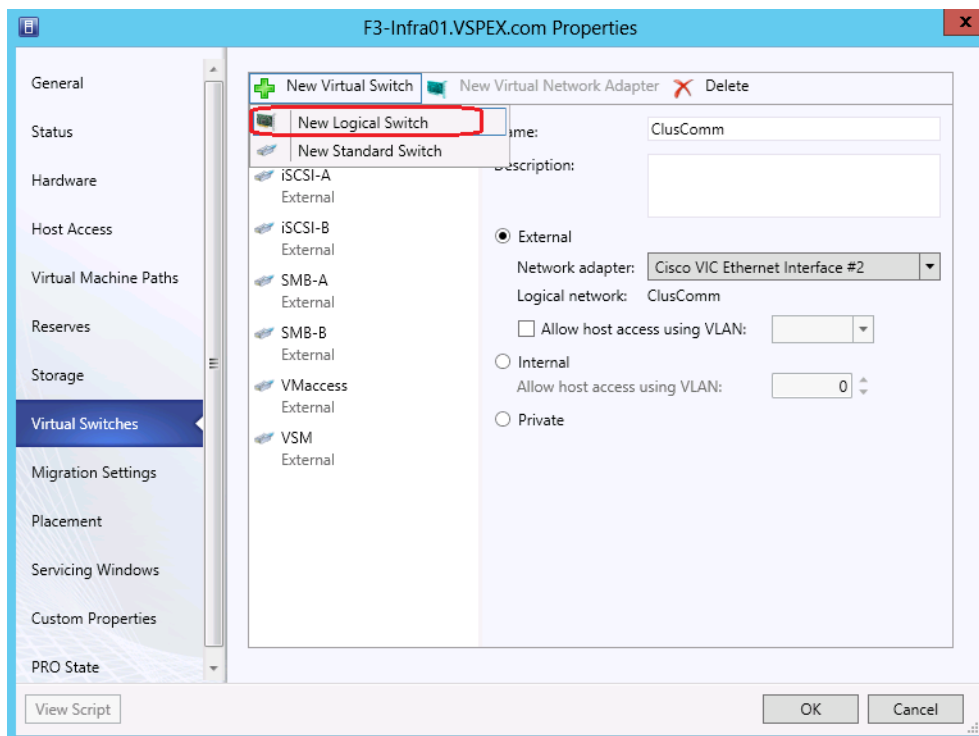 F3-Infra01.VSPEX.com Properties
x
General
Status
Hardware
Host Access
Virtual Machine Paths
Reserves
Storage
Virtual Switches
Migration Settings
Placement
Servicing Windows
Custom Properties
PRO State
New Virtual Switch
New Virtual Network Adapter
Delete
New Logical Switch
New Standard Switch
iSCSI-A
External
iSCSI-B
External
SMB-A
External
SMB-B
External
VMaccess
External
VSM
External
ame:
ClusComm
Description:
External
Network adapter:
Cisco VIC Ethernet Interface #2
Logical network:
ClusComm
Allow host access using VLAN:
Internal
Allow host access using VLAN:
0
Private
View Script
OK
Cancel